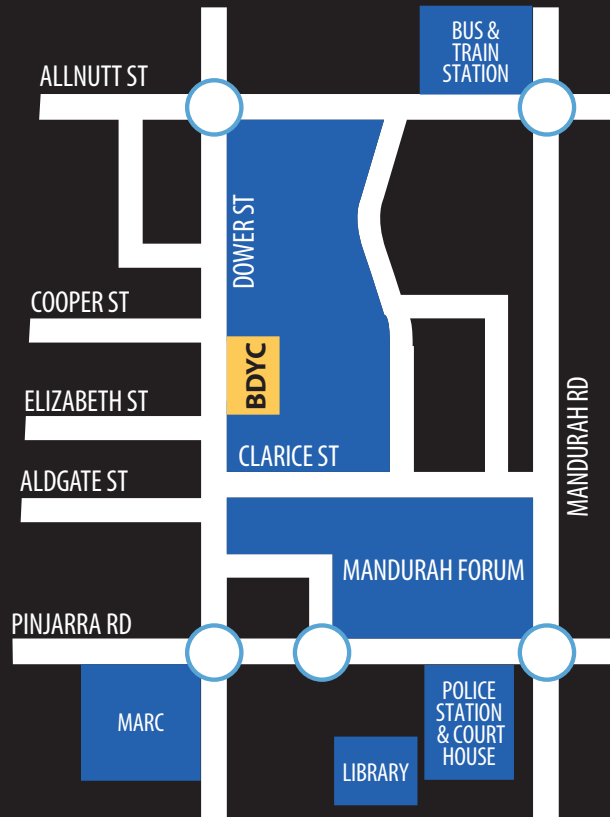 BUS &
TRAIN
STATION
ALLNUTT ST
DOWER ST
COOPER ST
BDYC
ELIZABETH ST
MANDURAH RD
CLARICE ST
ALDGATE ST
MANDURAH FORUM
PINJARRA RD
MARC
POLICE
STATION
& COURT
HOUSE
LIBRARY